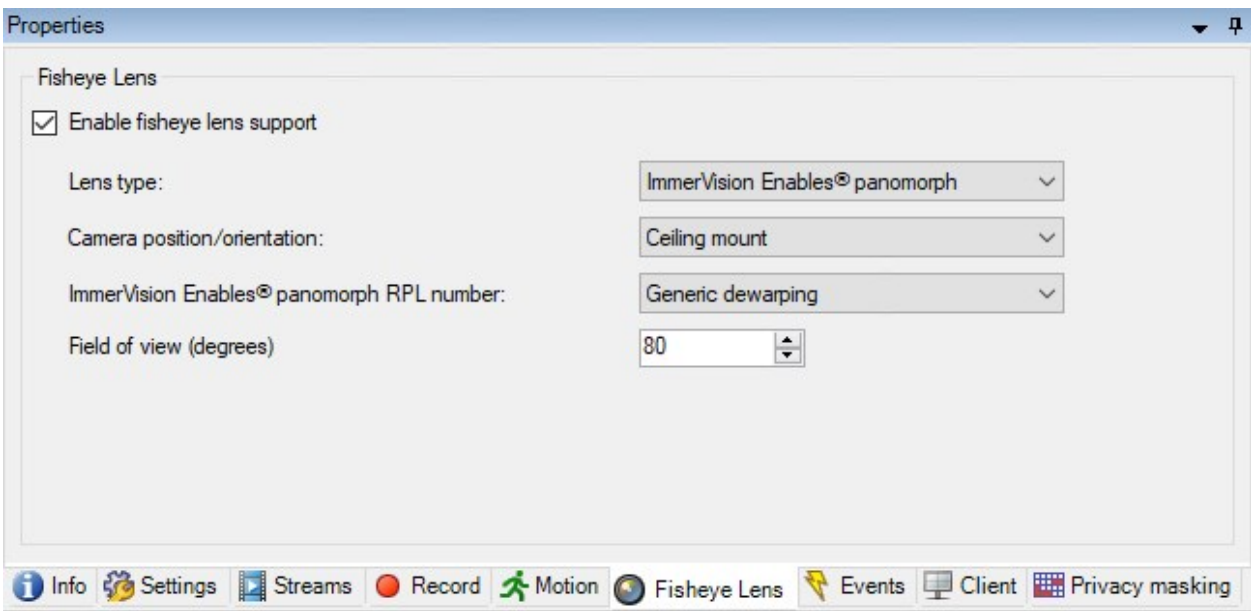 Properties
Fisheye Lens
Enable fisheye lens support
Lens type: ImmerVision Enables® panomorph
Camera position/orientation: Ceiling mount
ImmerVision Enables® panomorph RPL number: Generic dewarping
Field of view (degrees) 80
Info Settings Streams Record Motion Fisheye Lens Events Client Privacy masking